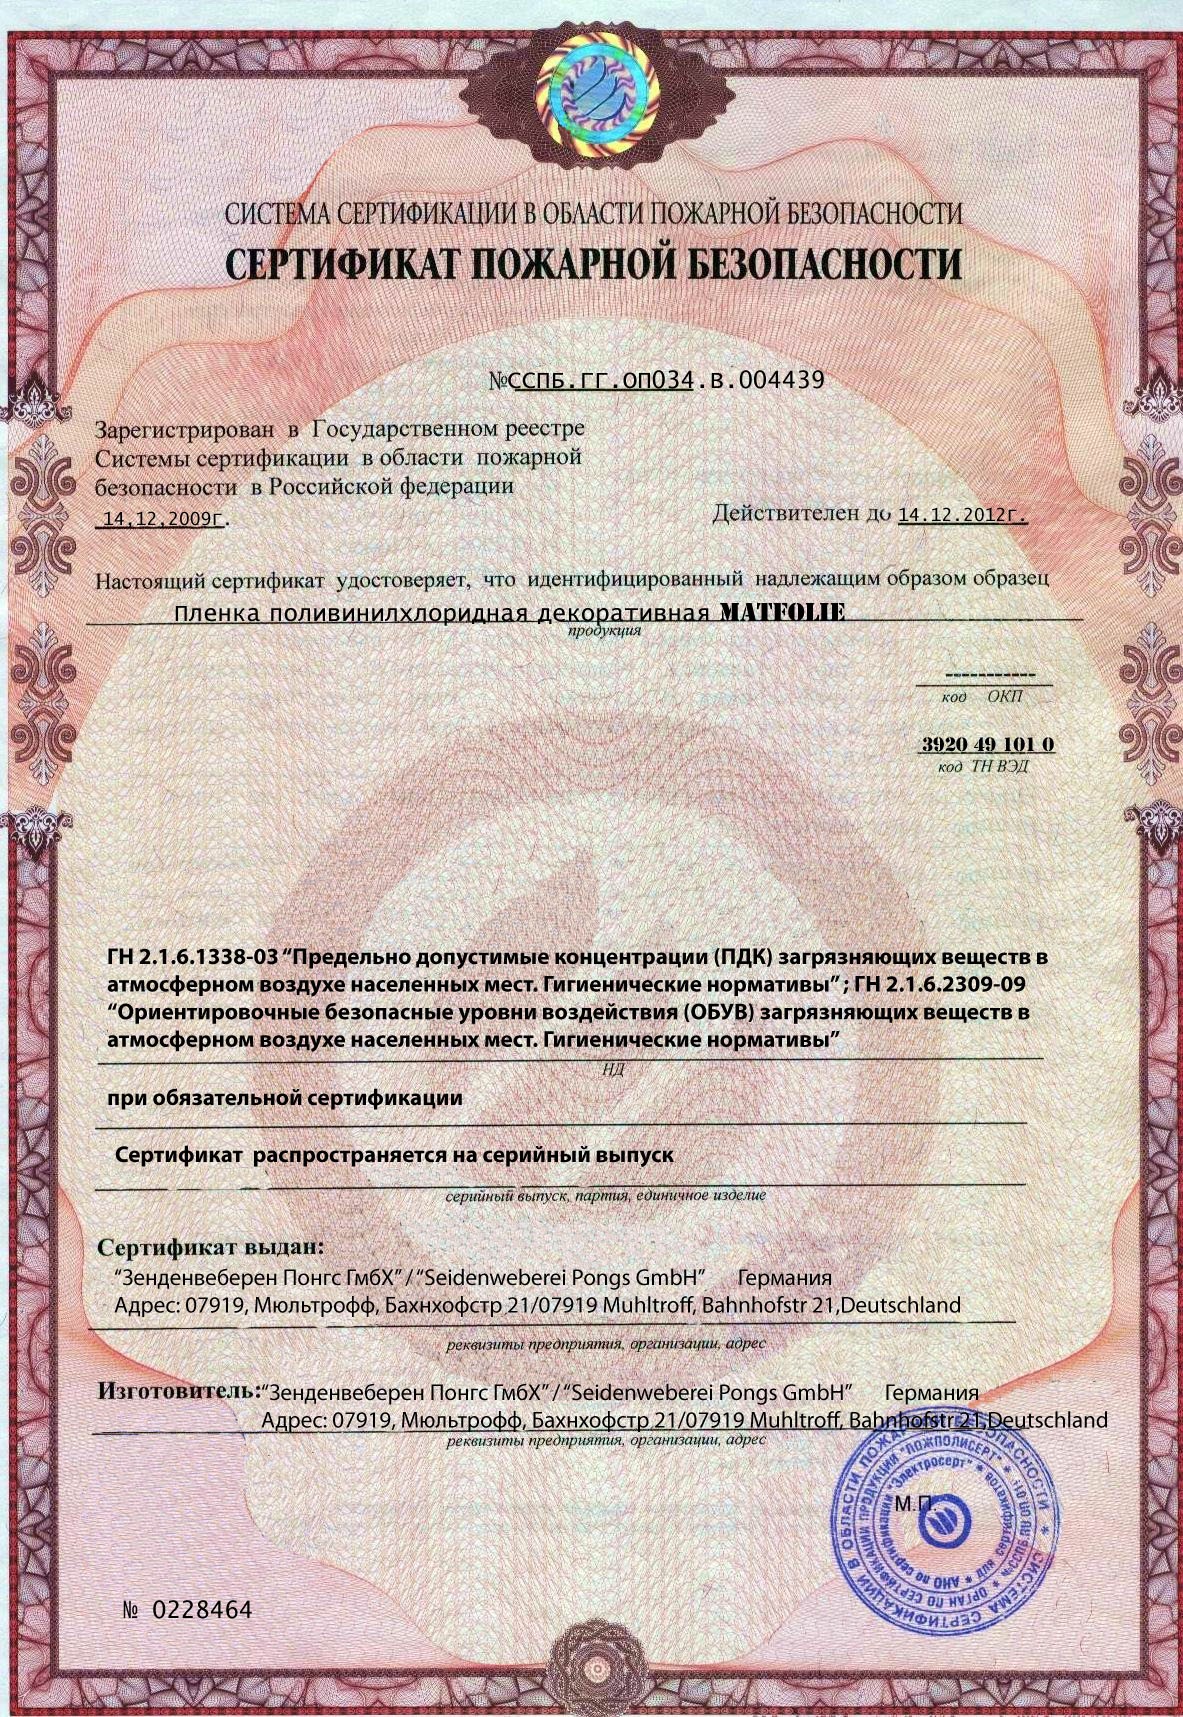 СИСТЕМА СЕРТИФИКАЦИИ В ОБЛАСТИ ПОЖАРНОЙ БЕЗОПАСНОСТИ
СЕРТИФИКАТ ПОЖАРНОЙ БЕЗОПАСНОСТИ
№ССПБ.ГГ.ОП034.В.004439
Зарегистрирован в Государственном реестре
Системы сертификации в области пожарной
безопасности в Российской федерации
14,12,2009г.
Действителен до 14.12.2012г.
Настоящий сертификат удостоверяет, что идентифицированный надлежащим образом образец
Пленка поливинилхлоридная декоративная MATFOLIE
продукция
-----------
код ОКП
3920 49 101 0
код ТН ВЭД
ГН 2.1.6.1338-03 “Предельно допустимые концентрации (ПДК) загрязняющих веществ в
атмосферном воздухе населенных мест. Гигиенические нормативы” ; ГН 2.1.6.2309-09
“Ориентировочные безопасные уровни воздействия (ОБУВ) загрязняющих веществ в
атмосферном воздухе населенных мест. Гигиенические нормативы”
НД
при обязательной сертификации
Сертификат распространяется на серийный выпуск
серийный выпуск, партия, единичное изделие
Сертификат выдан:
“Зенденвеберен Понгс ГмбХ” / “Seidenweberei Pongs GmbH” Германия
Адрес: 07919, Мюльтрофф, Бахнхофстр 21/07919 Muhltroff, Bahnhofstr 21,Deutschland
реквизиты предприятия, организации, адрес
Изготовитель:“Зенденвеберен Понгс ГмбХ” / “Seidenweberei Pongs GmbH” Германия
Адрес: 07919, Мюльтрофф, Бахнхофстр 21/07919 Muhltroff, Bahnhofstr 21,Deutschland
реквизиты предприятия, организации, адрес
СИСТЕМА СЕРТИФИКАЦИИ В ОБЛАСТИ ПОЖАРНОЙ БЕЗОПАСНОСТИ *
ОРГАН ПО СЕРТИФИКАЦИИ ПРОДУКЦИИ "ПОЖПОЛИСЕРТ" *
АНО по сертификации "Электросерт" * для сертификатов *
М.П.
№ 0228464